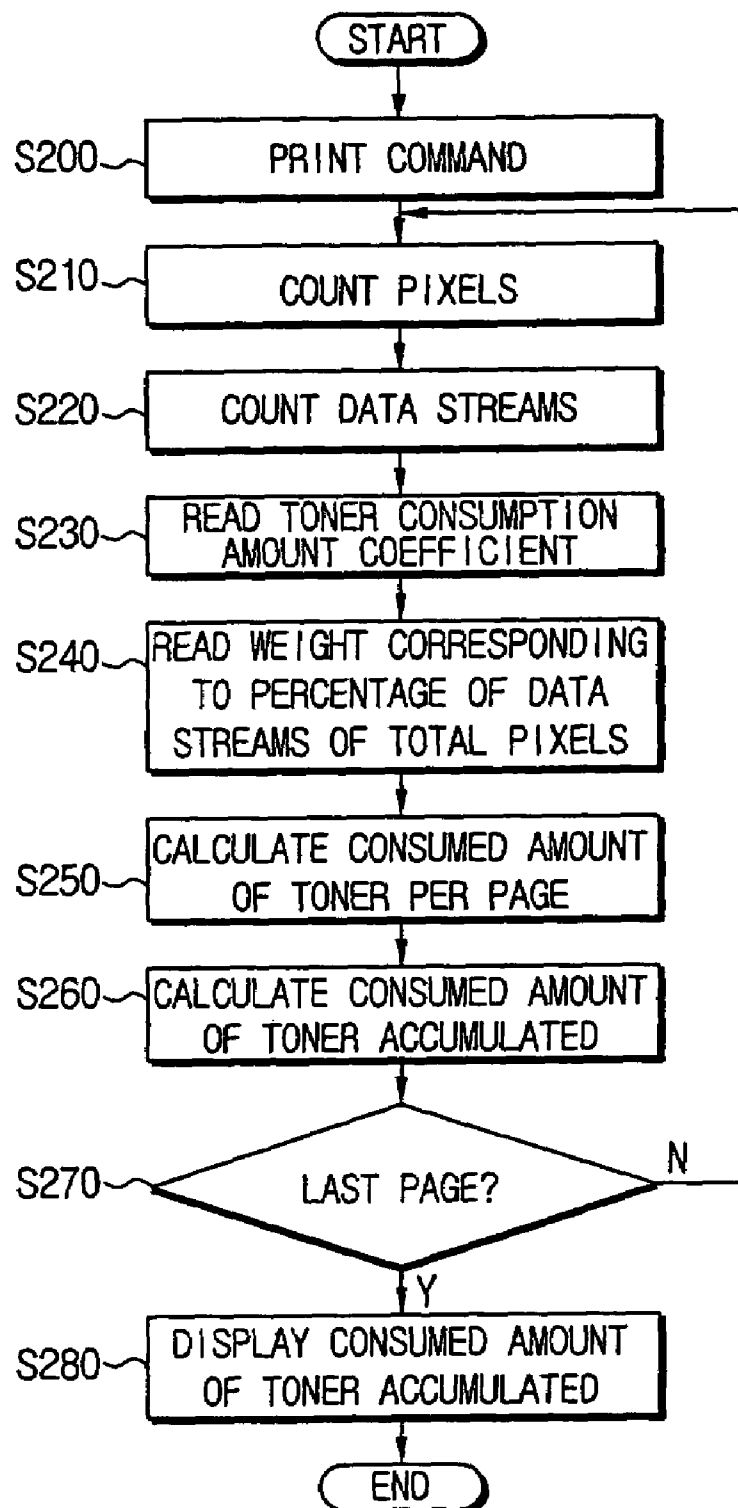 START
S200
PRINT COMMAND
S210
COUNT PIXELS
S220
COUNT DATA STREAMS
S230
READ TONER CONSUMPTION
AMOUNT COEFFICIENT
S240
READ WEIGHT CORRESPONDING
TO PERCENTAGE OF DATA
STREAMS OF TOTAL PIXELS
S250
CALCULATE CONSUMED AMOUNT
OF TONER PER PAGE
S260
CALCULATE CONSUMED AMOUNT
OF TONER ACCUMULATED
S270
LAST PAGE?
N
Y
S280
DISPLAY CONSUMED AMOUNT
OF TONER ACCUMULATED
END